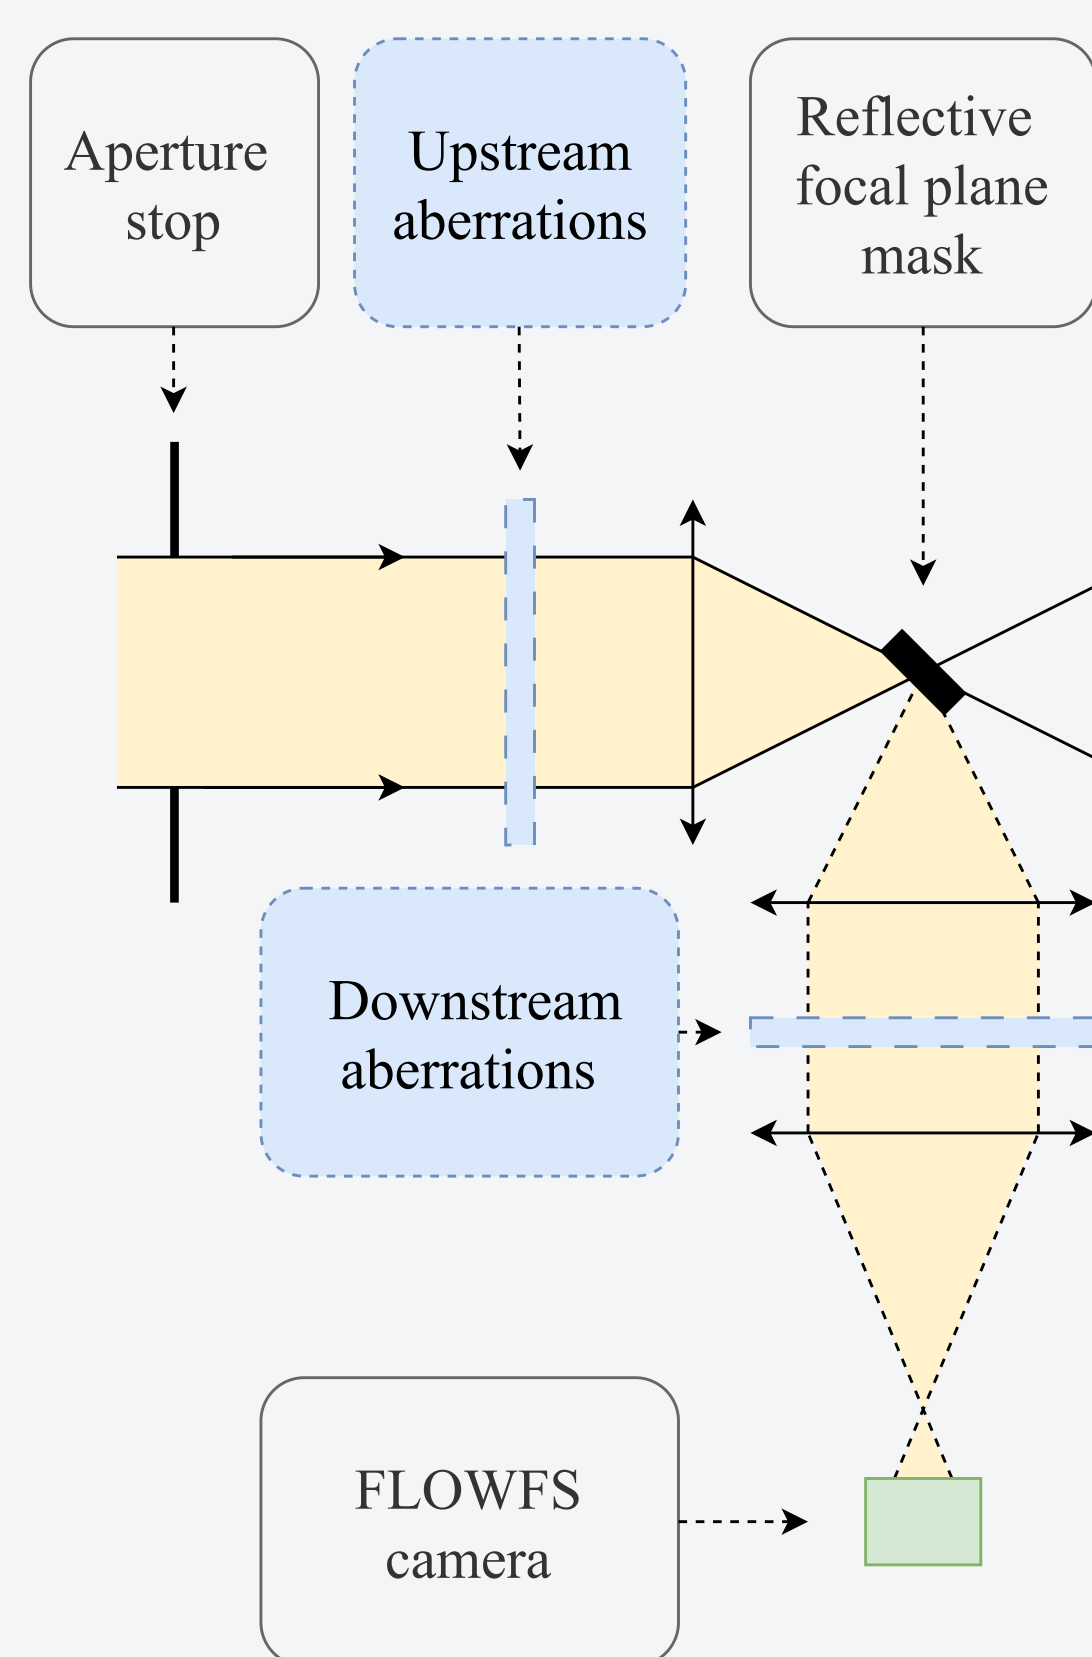 Aperture
stop
Upstream
aberrations
Reflective
focal plane
mask
Downstream
aberrations
FLOWFS
camera